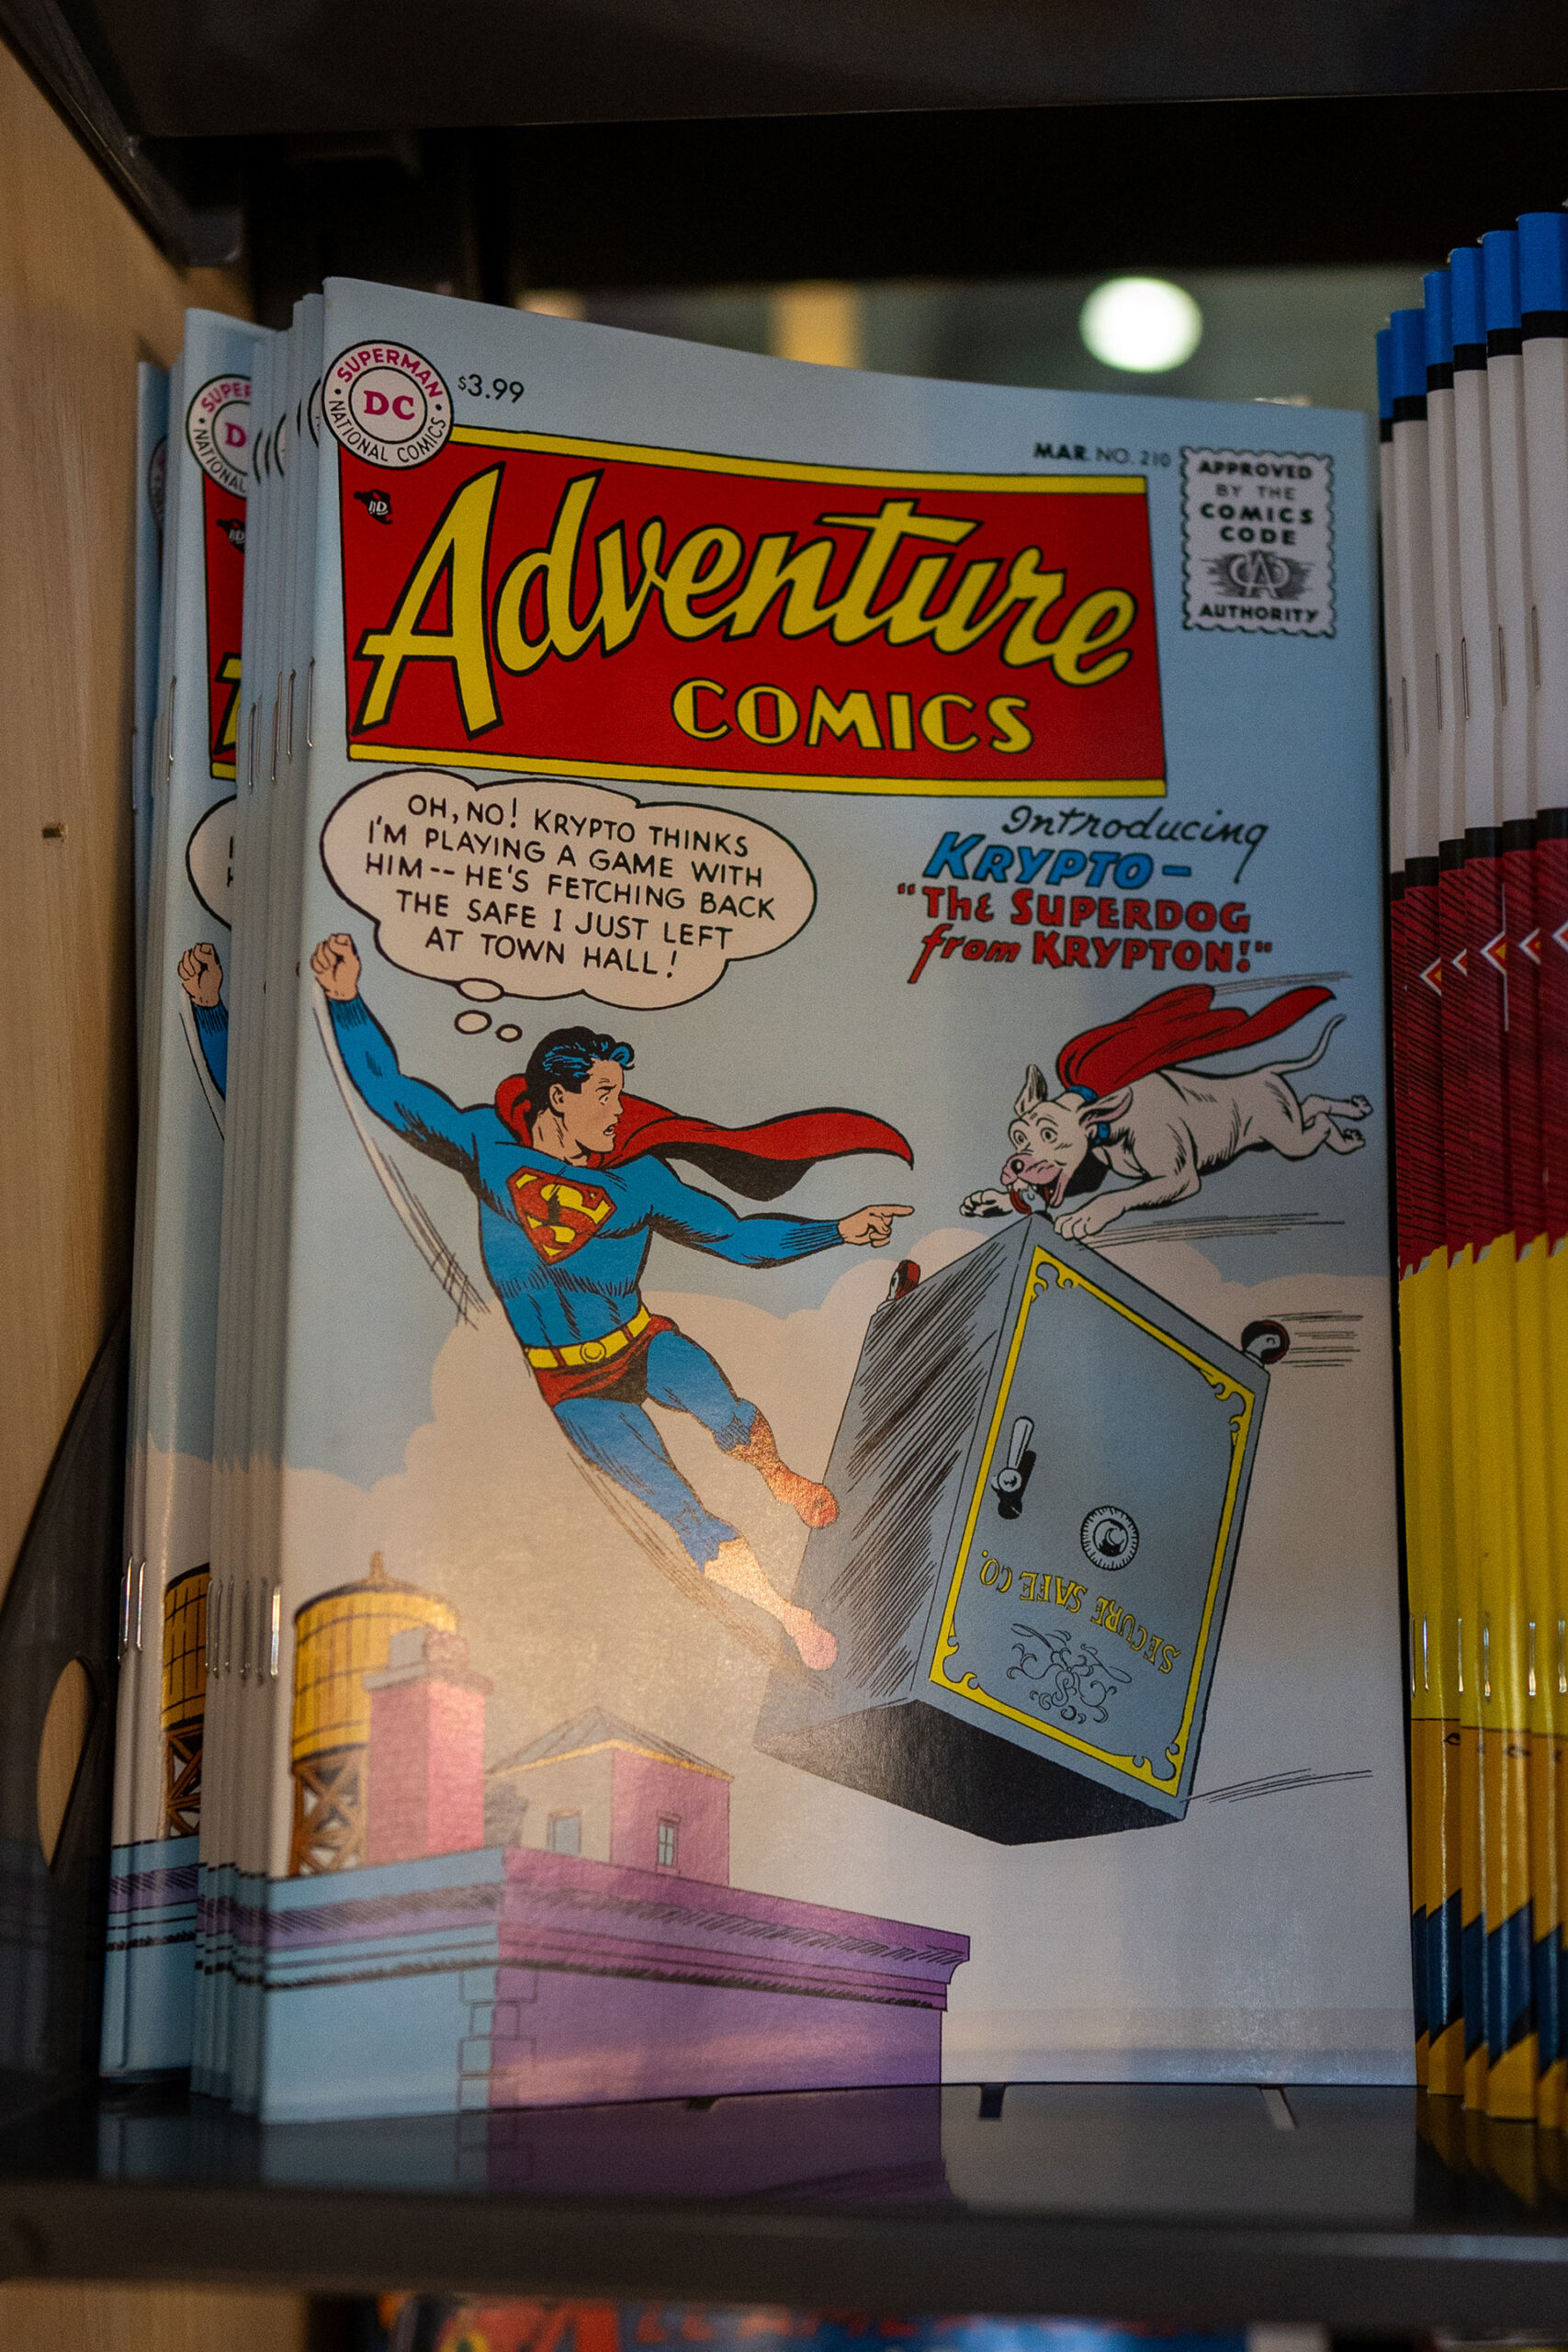 SUPERMAN
DC
NATIONAL COMICS
$3.99
MAR. NO. 210
APPROVED
BY THE
COMICS
CODE
CA
AUTHORITY
Adventure
COMICS
OH, NO! KRYPTO THINKS
I'M PLAYING A GAME WITH
HIM -- HE'S FETCHING BACK
THE SAFE I JUST LEFT
AT TOWN HALL!
Introducing
KRYPTO -
"The SUPERDOG
from KRYPTON!"
S
SECURE SAFE CO.